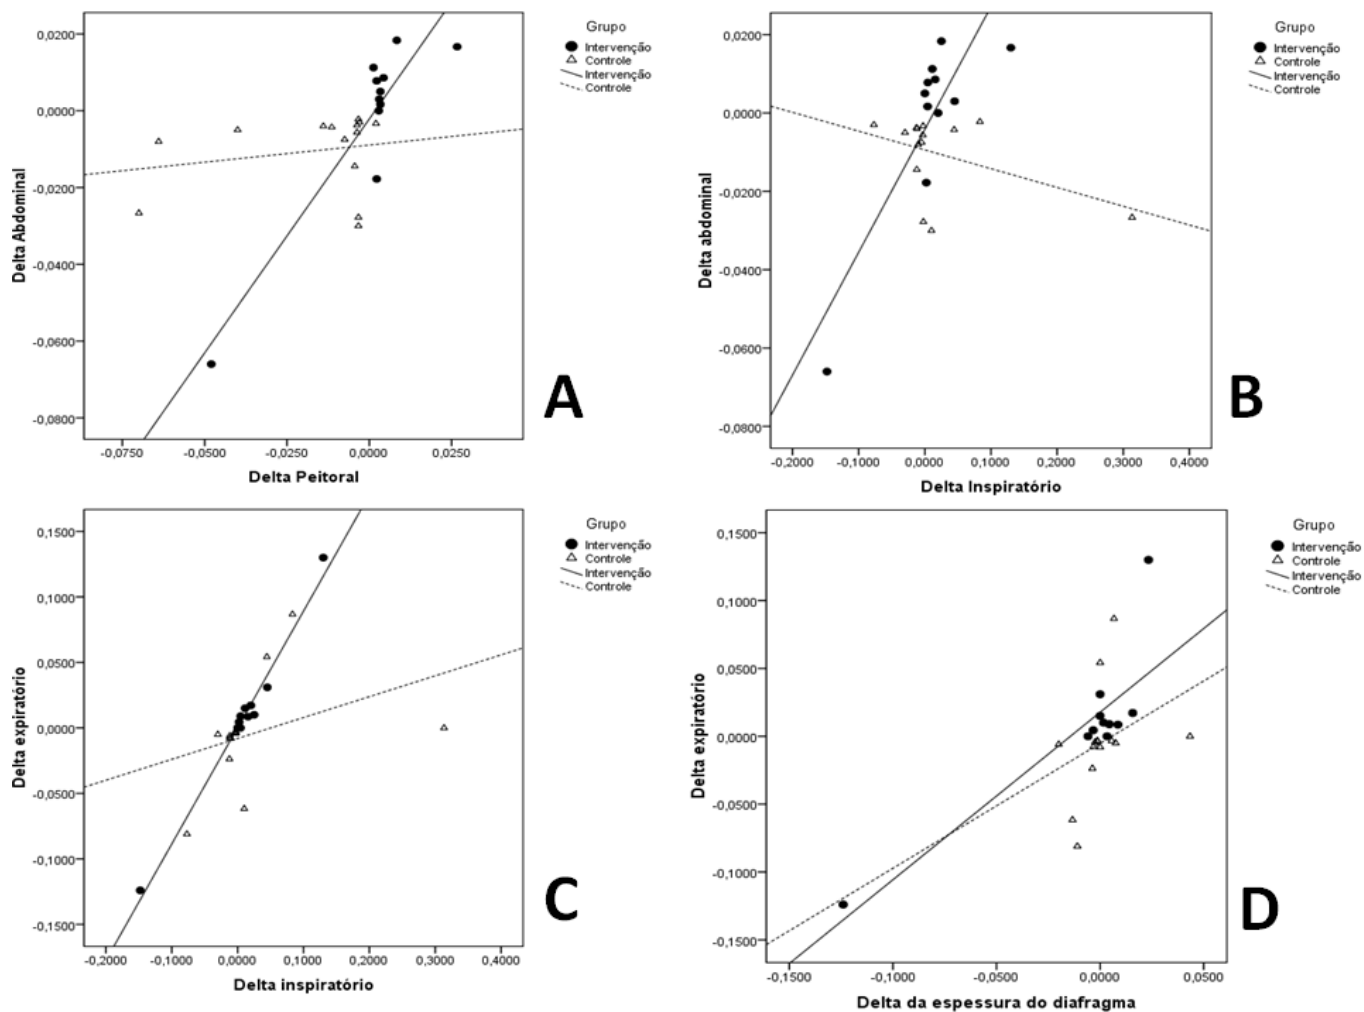 Grupo
Intervenção
Controle
Intervenção
Controle
0,0200
0,0000
-0,0200
-0,0400
-0,0600
-0,0800
Delta Abdominal
-0,0750
-0,0500
-0,0250
0,0000
0,0250
Delta Peitoral
A
Grupo
Intervenção
Controle
Intervenção
Controle
0,0200
0,0000
-0,0200
-0,0400
-0,0600
-0,0800
Delta abdominal
-0,2000
-0,1000
0,0000
0,1000
0,2000
0,3000
0,4000
Delta Inspiratório
B
Grupo
Intervenção
Controle
Intervenção
Controle
0,1500
0,1000
0,0500
0,0000
-0,0500
-0,1000
-0,1500
Delta expiratório
-0,2000
-0,1000
0,0000
0,1000
0,2000
0,3000
0,4000
Delta inspiratório
C
Grupo
Intervenção
Controle
Intervenção
Controle
0,1500
0,1000
0,0500
0,0000
-0,0500
-0,1000
-0,1500
Delta expiratório
-0,1500
-0,1000
-0,0500
0,0000
0,0500
Delta da espessura do diafragma
D